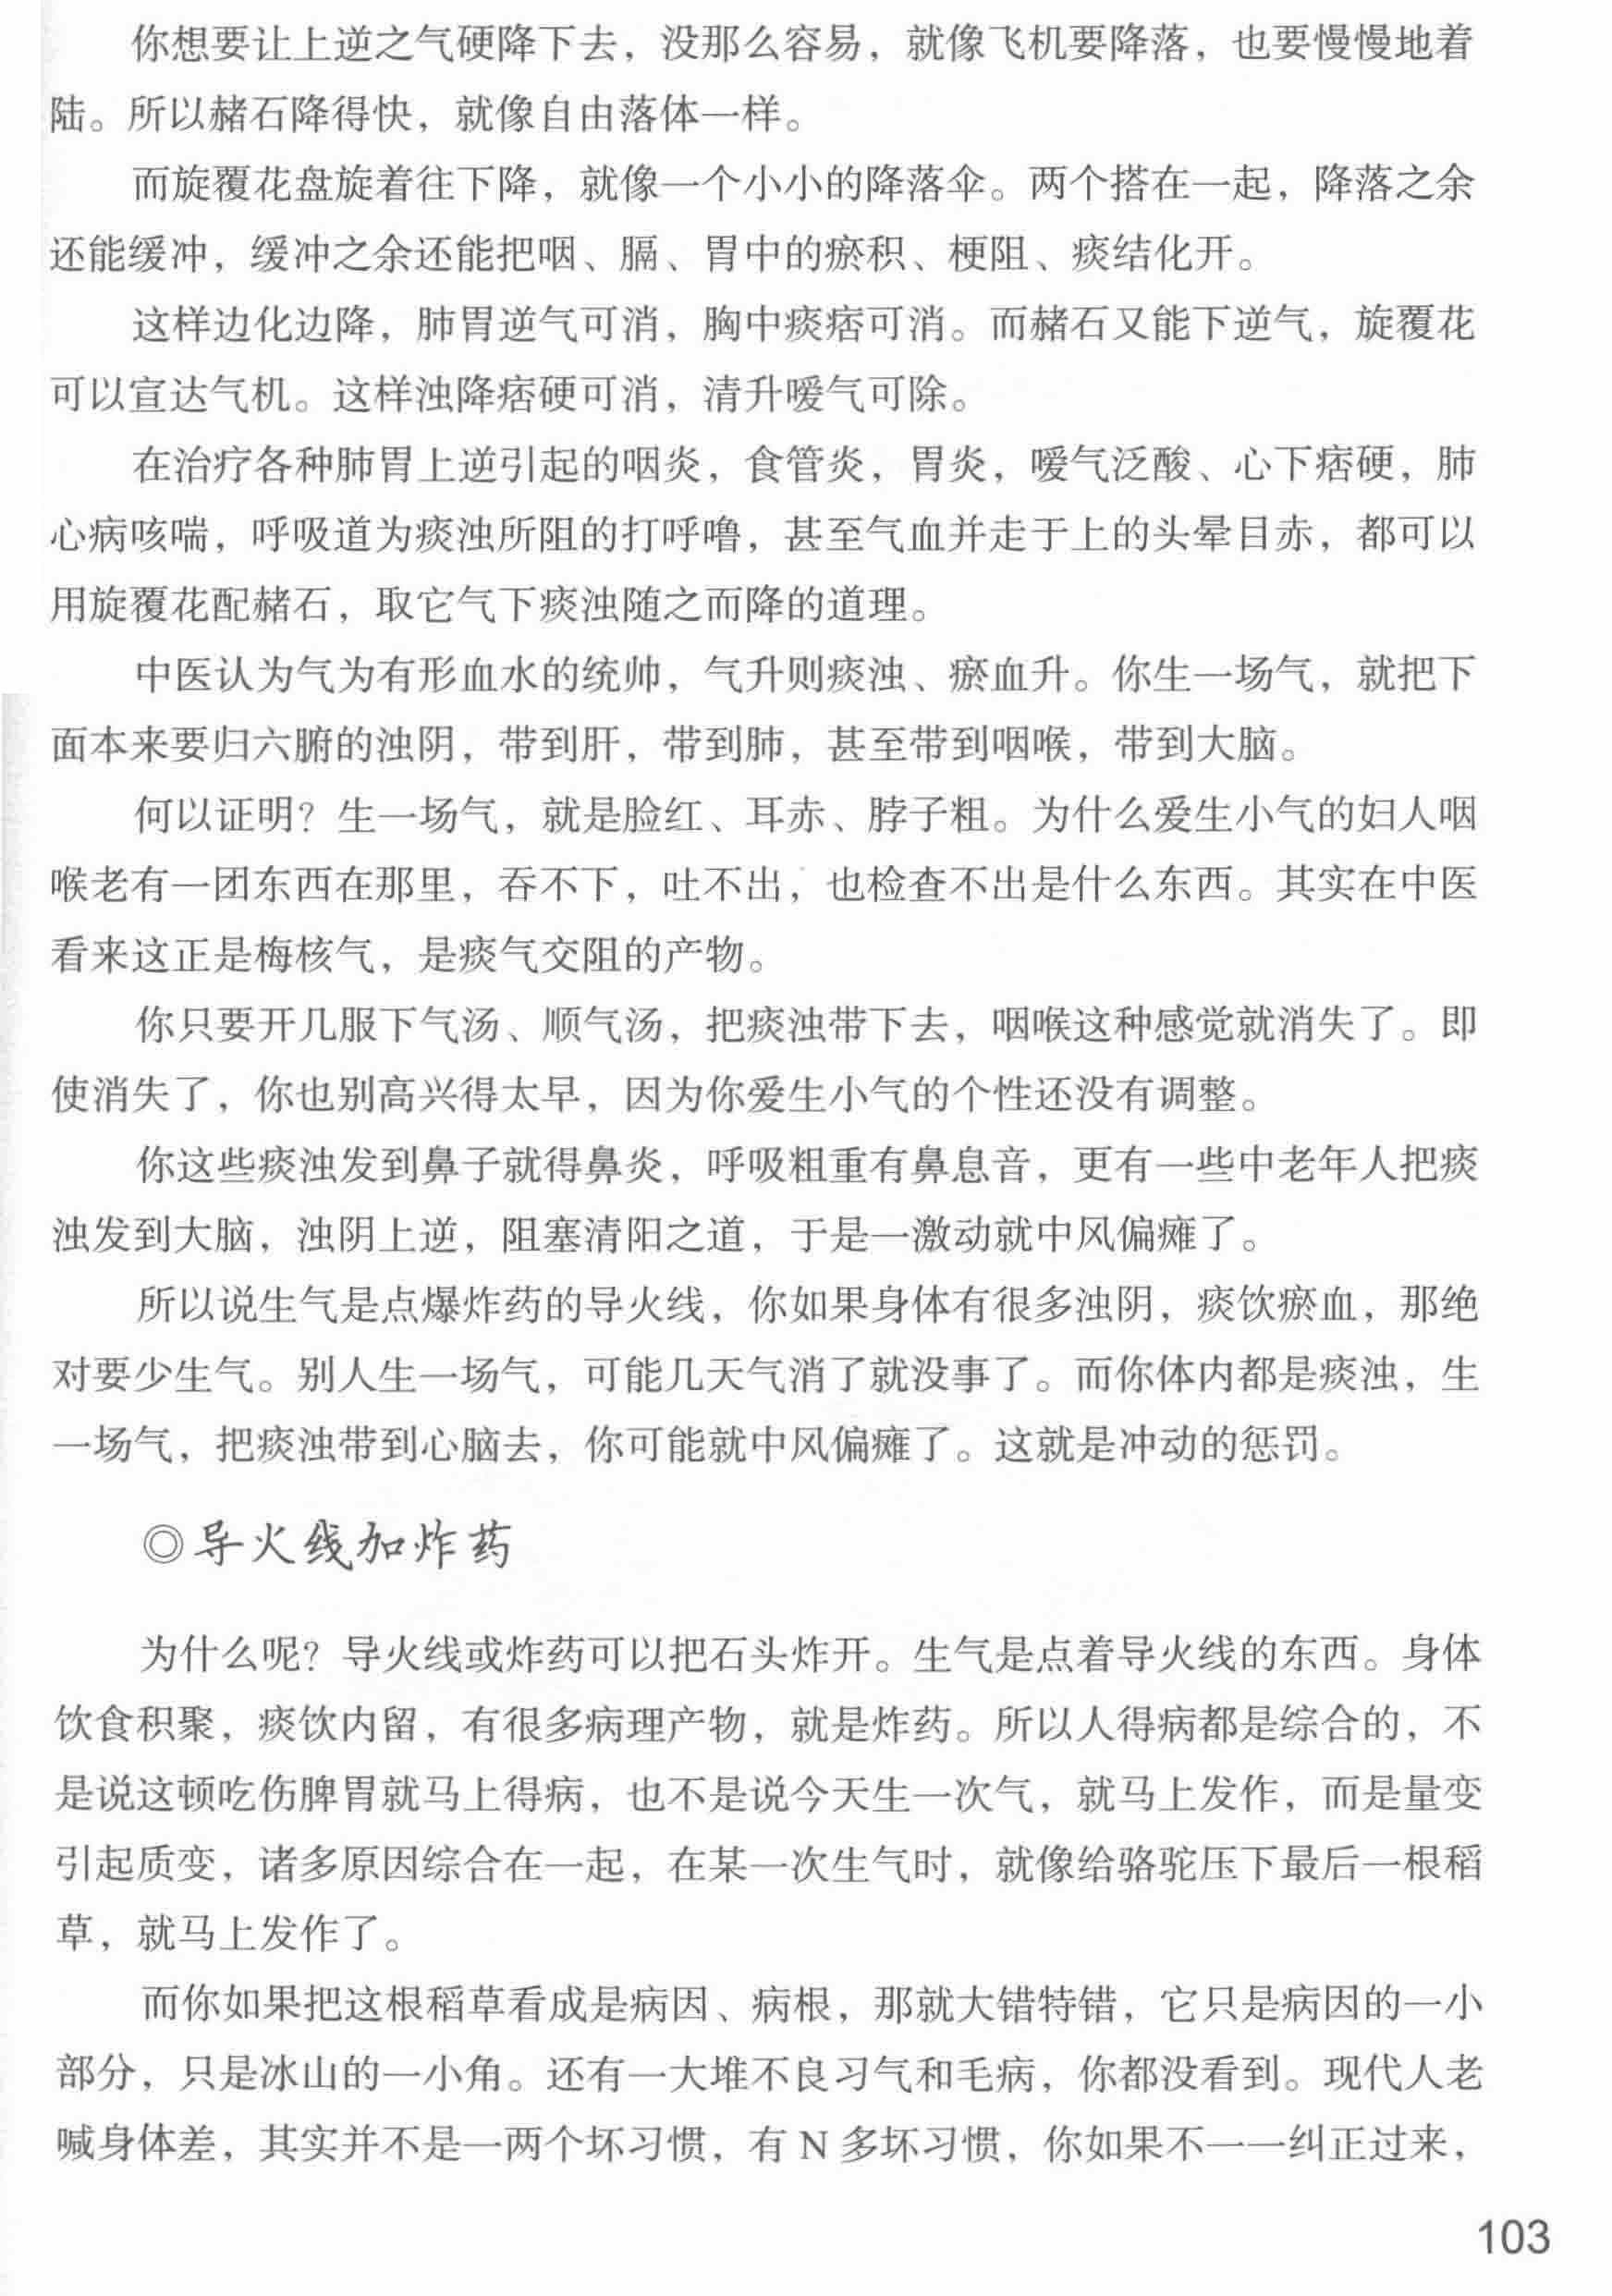 你想要让上逆之气硬降下去，没那么容易，就像飞机要降落，也要慢慢地着
陆。所以赭石降得快，就像自由落体一样。
而旋覆花盘旋着往下降，就像一个小小的降落伞。两个搭在一起，降落之余
还能缓冲，缓冲之余还能把咽、膈、胃中的瘀积、梗阻、痰结化开。
这样边化边降，肺胃逆气可消，胸中痰痞可消。而赭石又能下逆气，旋覆花
可以宣达气机。这样浊降痞硬可消，清升嗳气可除。
在治疗各种肺胃上逆引起的咽炎，食管炎，胃炎，嗳气泛酸、心下痞硬，肺
心病咳喘，呼吸道为痰浊所阻的打呼噜，甚至气血并走于上的头晕目赤，都可以
用旋覆花配赭石，取它气下痰浊随之而降的道理。
中医认为气为有形血水的统帅，气升则痰浊、瘀血升。你生一场气，就把下
面本来要归六腑的浊阴，带到肝，带到肺，甚至带到咽喉，带到大脑。
何以证明？生一场气，就是脸红、耳赤、脖子粗。为什么爱生小气的妇人咽
喉老有一团东西在那里，吞不下，吐不出，也检查不出是什么东西。其实在中医
看来这正是梅核气，是痰气交阻的产物。
你只要开几服下气汤、顺气汤，把痰浊带下去，咽喉这种感觉就消失了。即
使消失了，你也别高兴得太早，因为你爱生小气的个性还没有调整。
你这些痰浊发到鼻子就得鼻炎，呼吸粗重有鼻息音，更有一些中老年人把痰
浊发到大脑，浊阴上逆，阻塞清阳之道，于是一激动就中风偏瘫了。
所以说生气是点爆炸药的导火线，你如果身体有很多浊阴，痰饮瘀血，那绝
对要少生气。别人生一场气，可能几天气消了就没事了。而你体内都是痰浊，生
一场气，把痰浊带到心脑去，你可能就中风偏瘫了。这就是冲动的惩罚。
◎导火线加炸药
为什么呢？导火线或炸药可以把石头炸开。生气是点着导火线的东西。身体
饮食积聚，痰饮内留，有很多病理产物，就是炸药。所以人得病都是综合的，不
是说这顿吃伤脾胃就马上得病，也不是说今天生一次气，就马上发作，而是量变
引起质变，诸多原因综合在一起，在某一次生气时，就像给骆驼压下最后一根稻
草，就马上发作了。
而你如果把这根稻草看成是病因、病根，那就大错特错，它只是病因的一小
部分，只是冰山的一小角。还有一大堆不良习气和毛病，你都没看到。现代人老
喊身体差，其实并不是一两个坏习惯，有 N 多坏习惯，你如果不一一纠正过来，
103